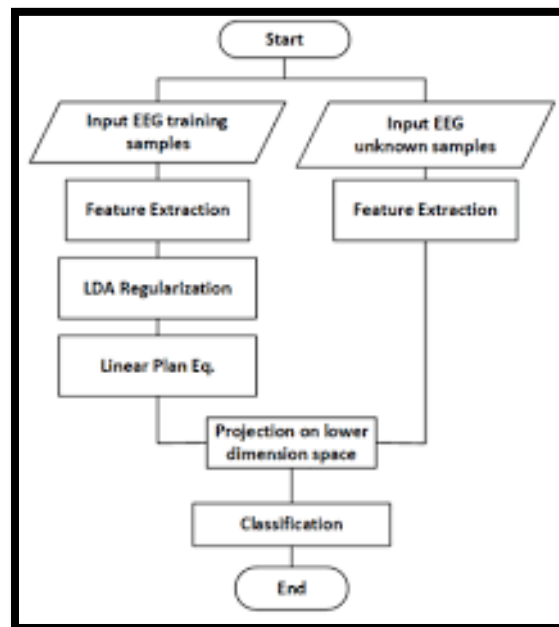 Start
Input EEG training
samples
Input EEG
unknown samples
Feature Extraction
Feature Extraction
LDA Regularization
Linear Plan Eq.
Projection on lower
dimension space
Classification
End